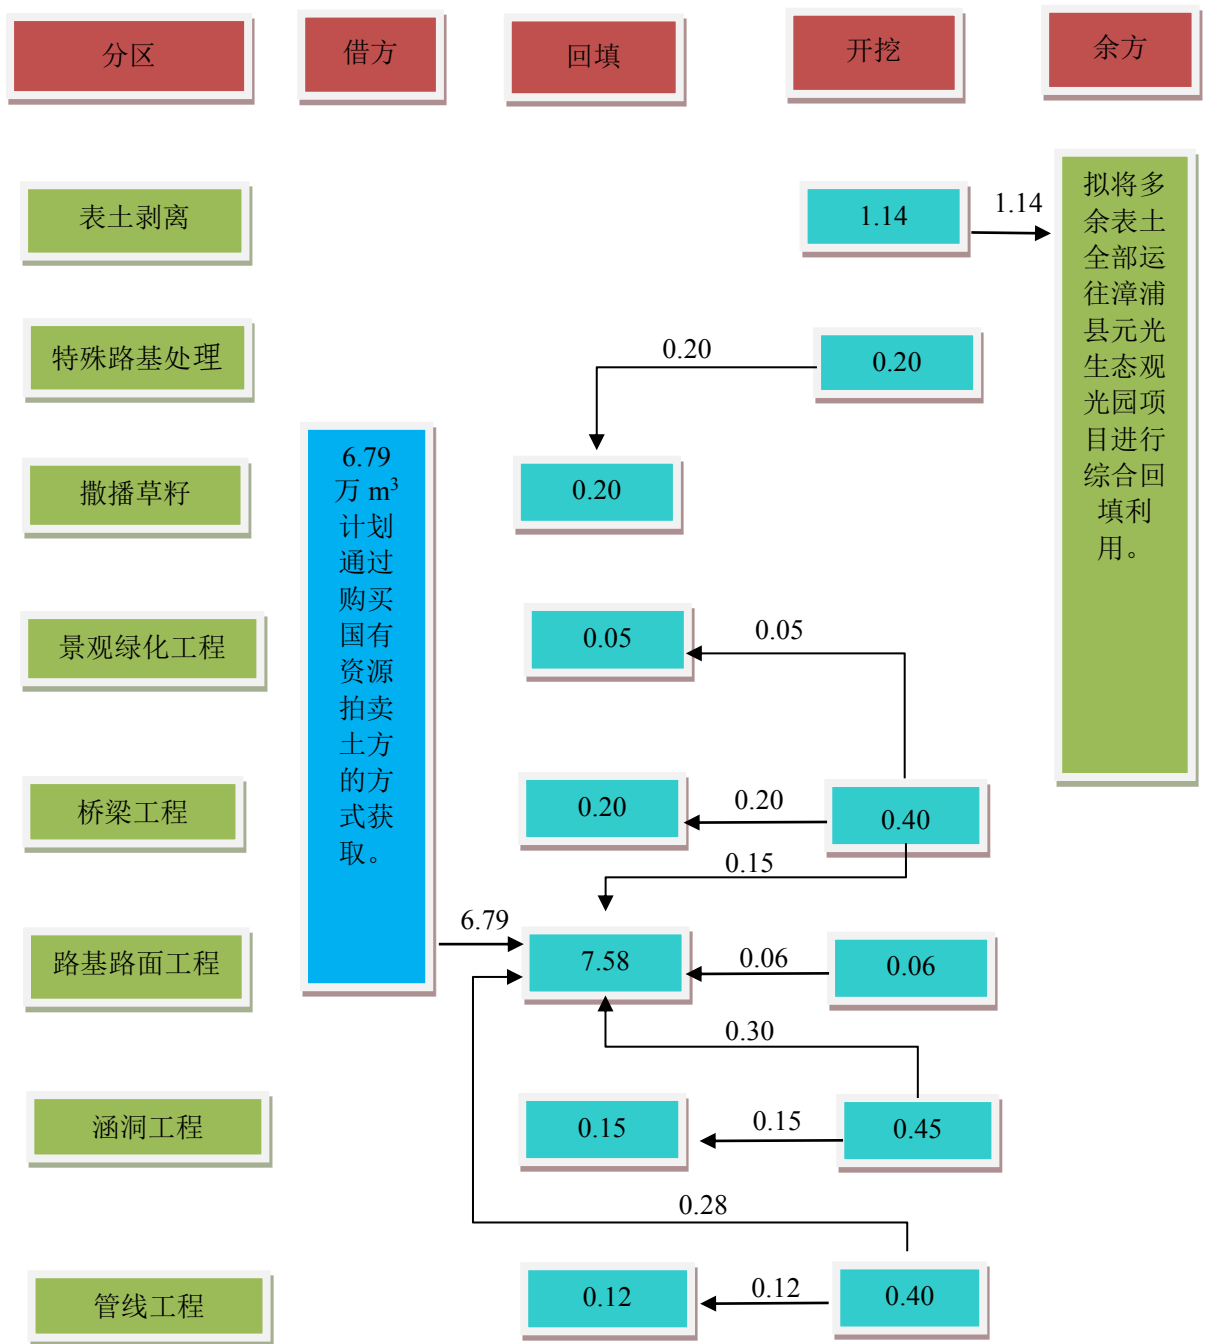 分区
借方
回填
开挖
余方
表土剥离
1.14
1.14
拟将多
余表土
全部运
往漳浦
县元光
生态观
光园项
目进行
综合回
填利
用。
特殊路基处理
0.20
0.20
6.79
万 m³
计划
通过
购买
国有
资源
拍卖
土方
的方
式获
取。
撒播草籽
0.20
景观绿化工程
0.05
0.05
桥梁工程
0.20
0.20
0.40
0.15
路基路面工程
6.79
7.58
0.06
0.06
0.30
涵洞工程
0.15
0.15
0.45
0.28
管线工程
0.12
0.12
0.40